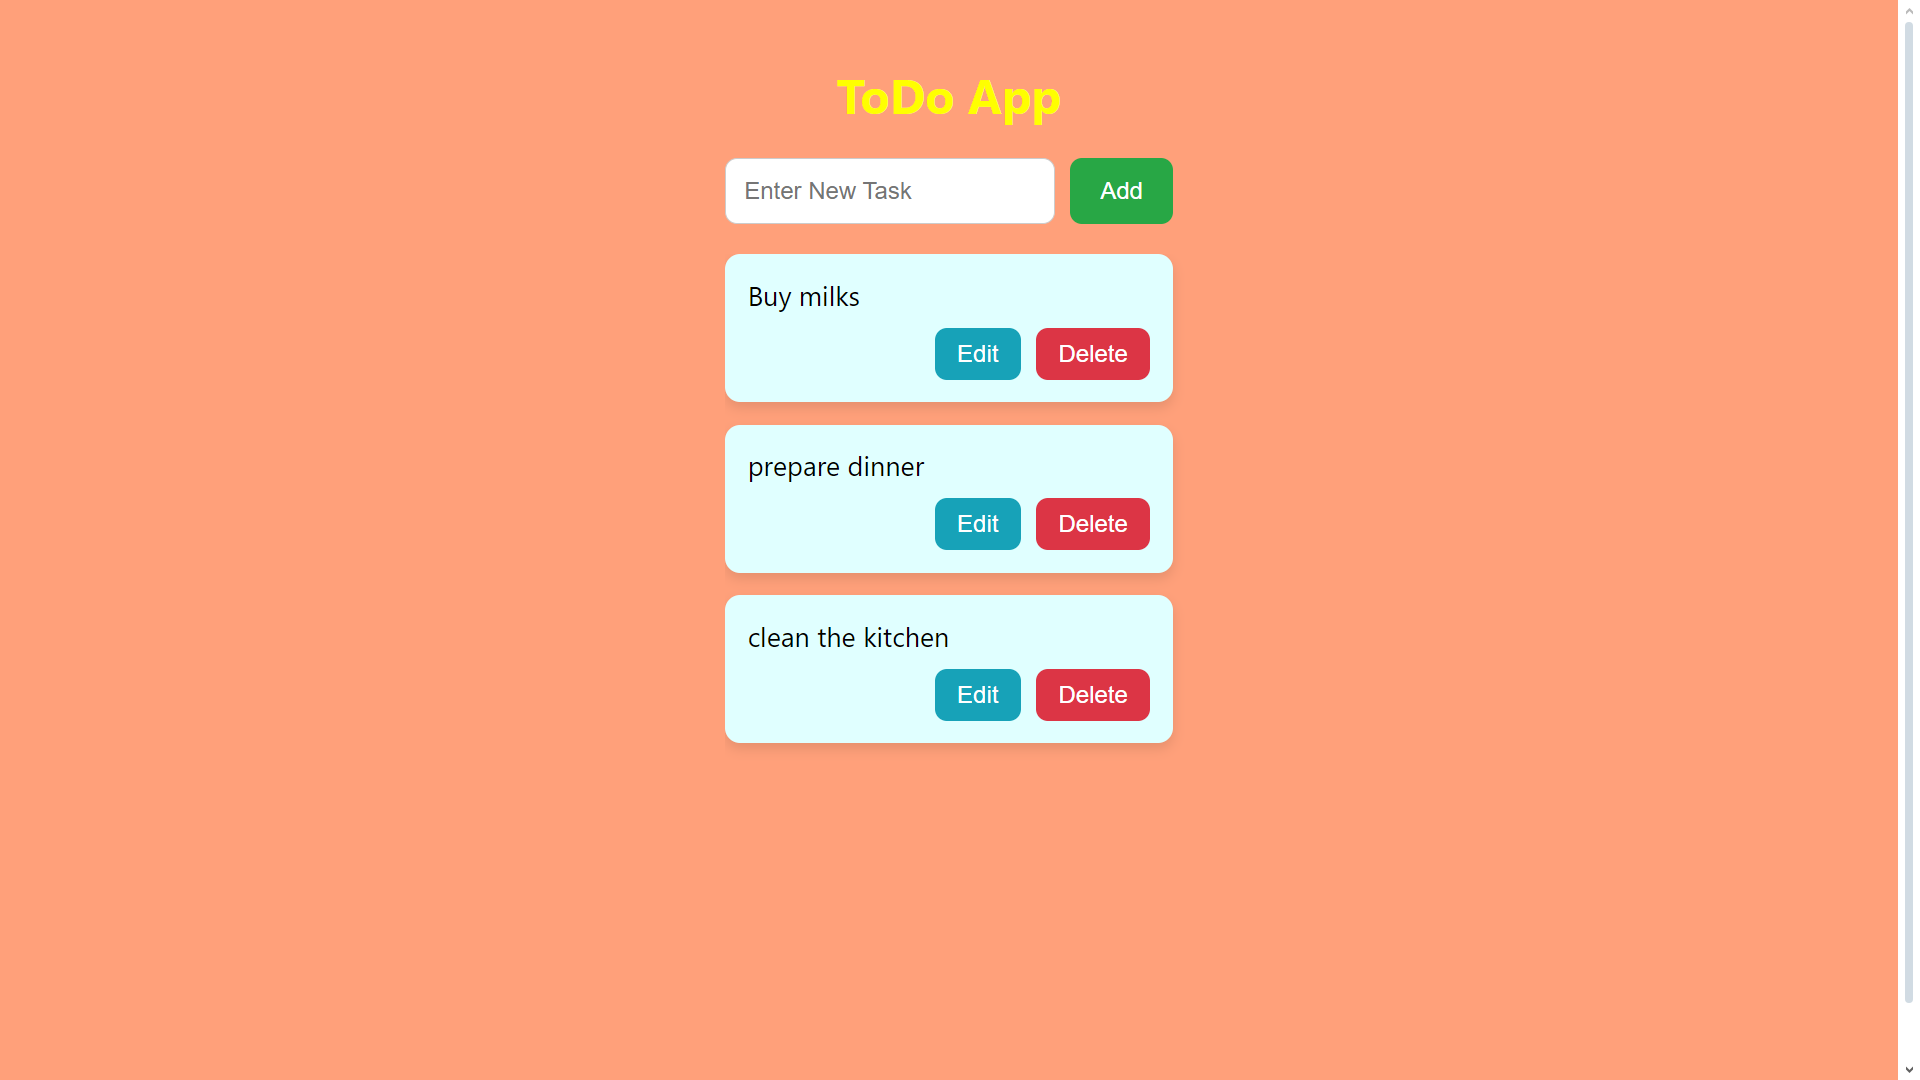 ToDo App
Enter New Task
Add
Buy milks
Edit Delete
prepare dinner
Edit Delete
clean the kitchen
Edit Delete